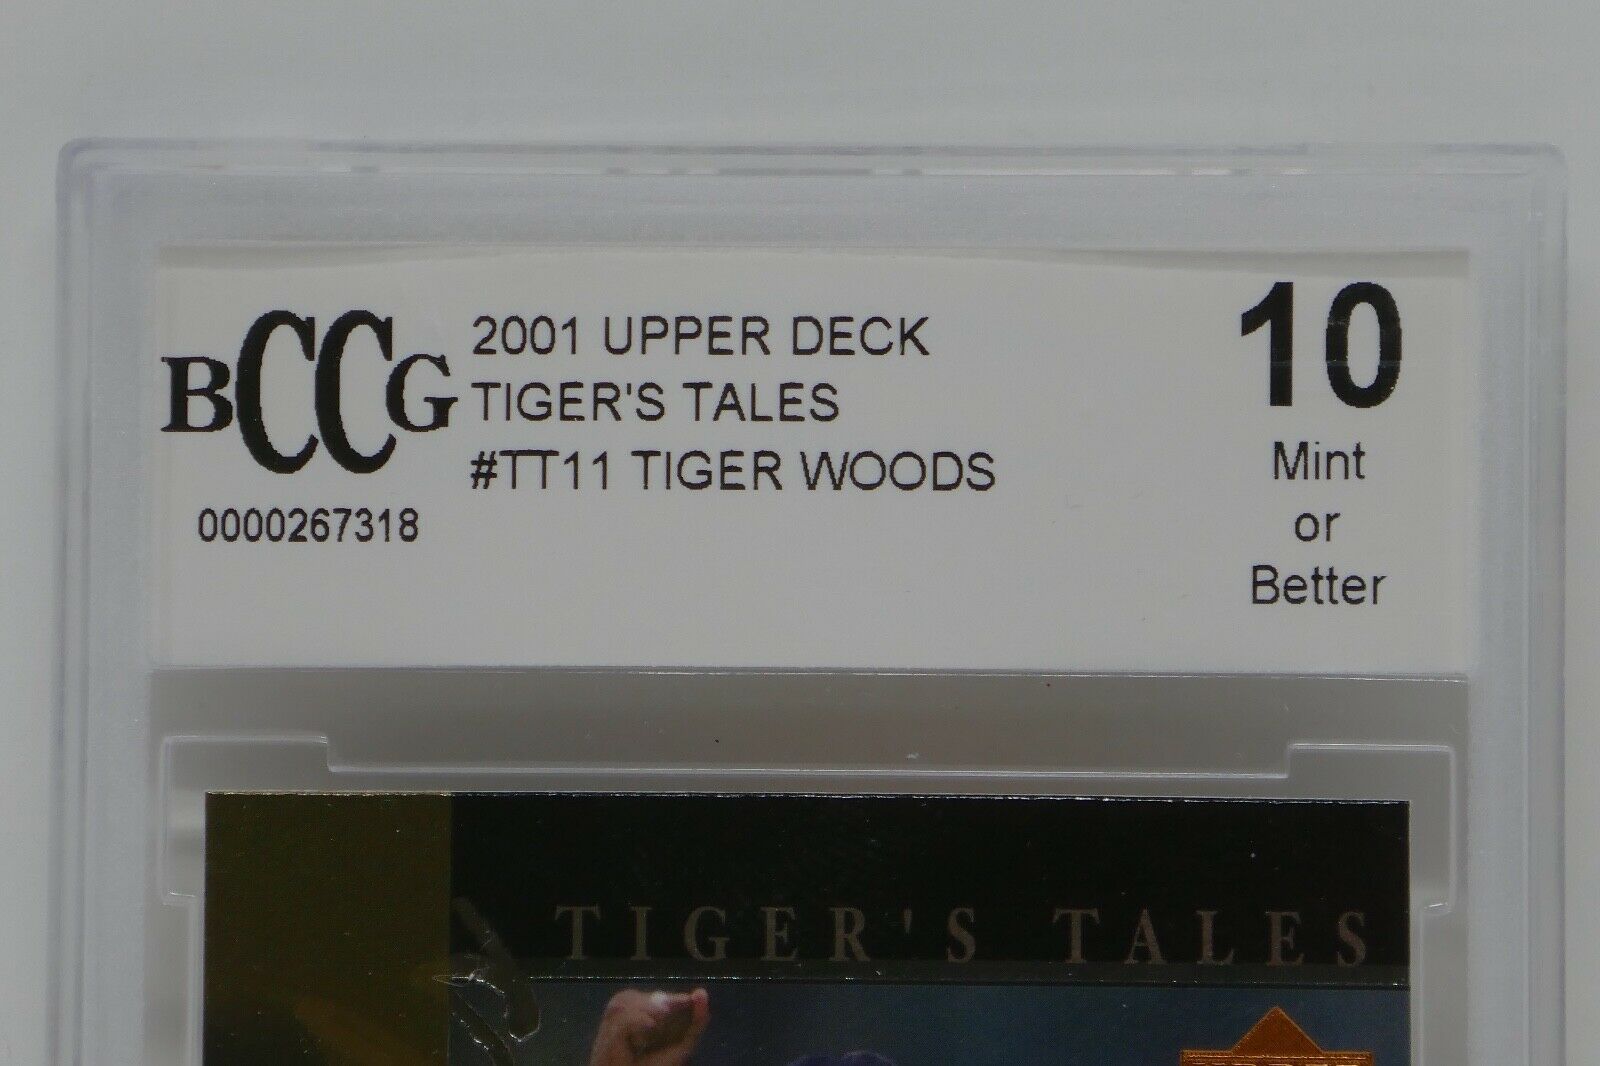 BCCG
0000267318
2001 UPPER DECK
TIGER'S TALES
#TT11 TIGER WOODS
10
Mint
or
Better
TIGER'S TALES